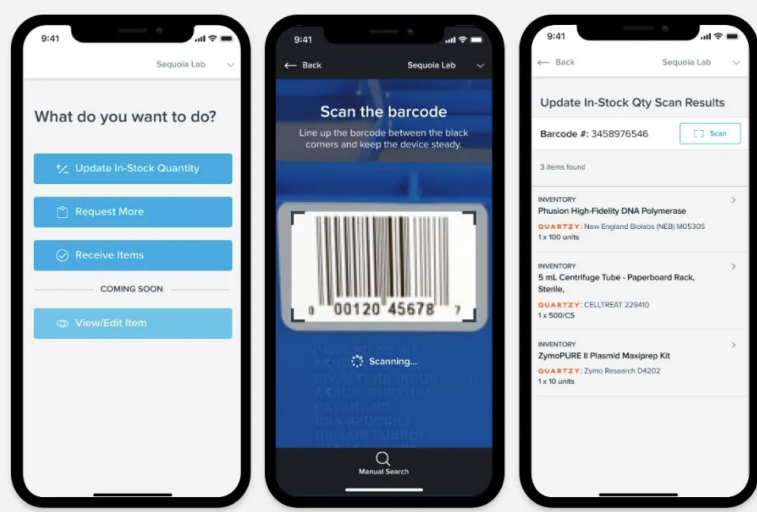 9:41
Sequoia Lab
What do you want to do?
Update In-Stock Quantity
Request More
Receive Items
COMING SOON
View/Edit Item
9:41
Back
Sequoia Lab
Scan the barcode
Line up the barcode between the black
corners and keep the device steady.
0 00120 45678 7
Scanning...
Manual Search
9:41
Back
Sequoia Lab
Update In-Stock Qty Scan Results
Barcode #: 3458976546
Scan
3 items found
INVENTORY
Phusion High-Fidelity DNA Polymerase
QUARTZY: New England Biolabs (NEB) M0530S
1 x 100 units
INVENTORY
5 mL Centrifuge Tube - Paperboard Rack,
Sterile,
QUARTZY: CELLTREAT 229410
1 x 500/CS
INVENTORY
ZymoPURE II Plasmid Maxiprep Kit
QUARTZY: Zymo Research D4202
1 x 10 units